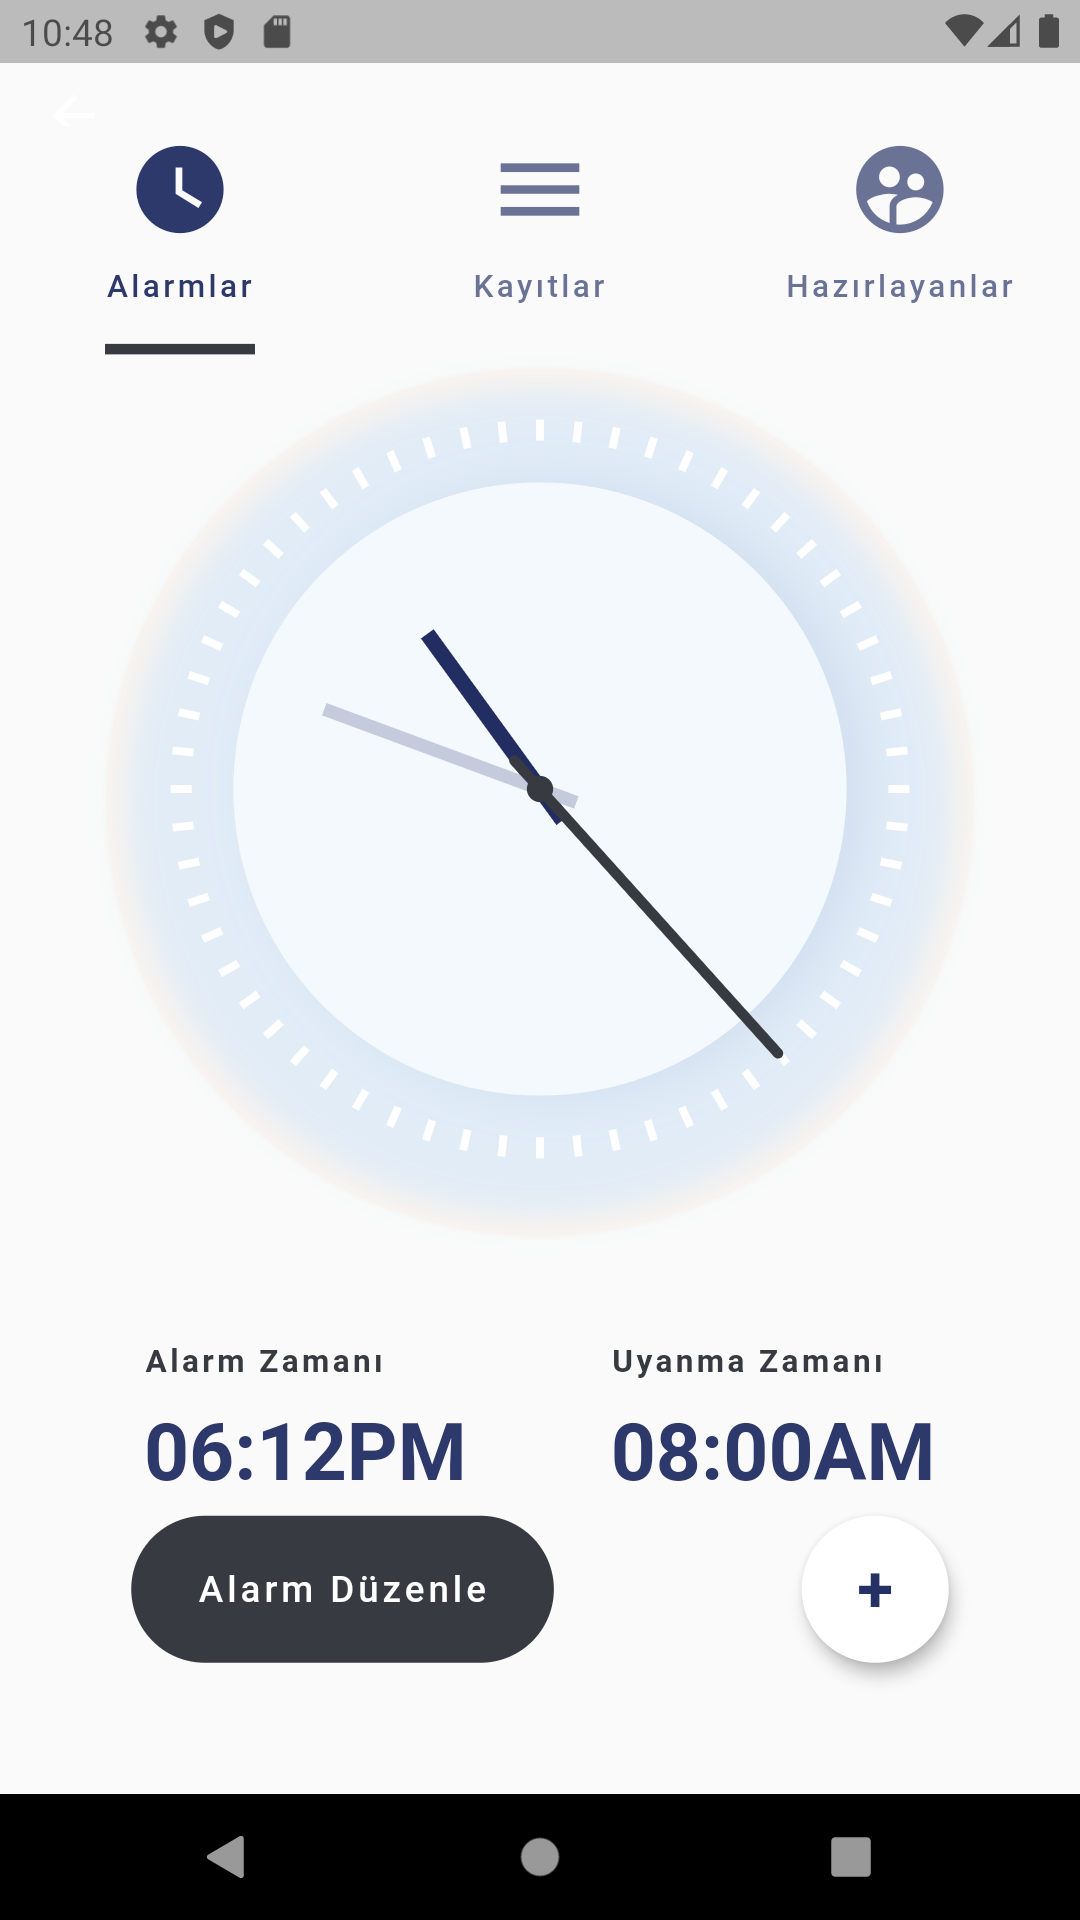 10:48
Alarmlar
Kayıtlar
Hazırlayanlar
Alarm Zamanı
Uyanma Zamanı
06:12PM
08:00AM
Alarm Düzenle
+